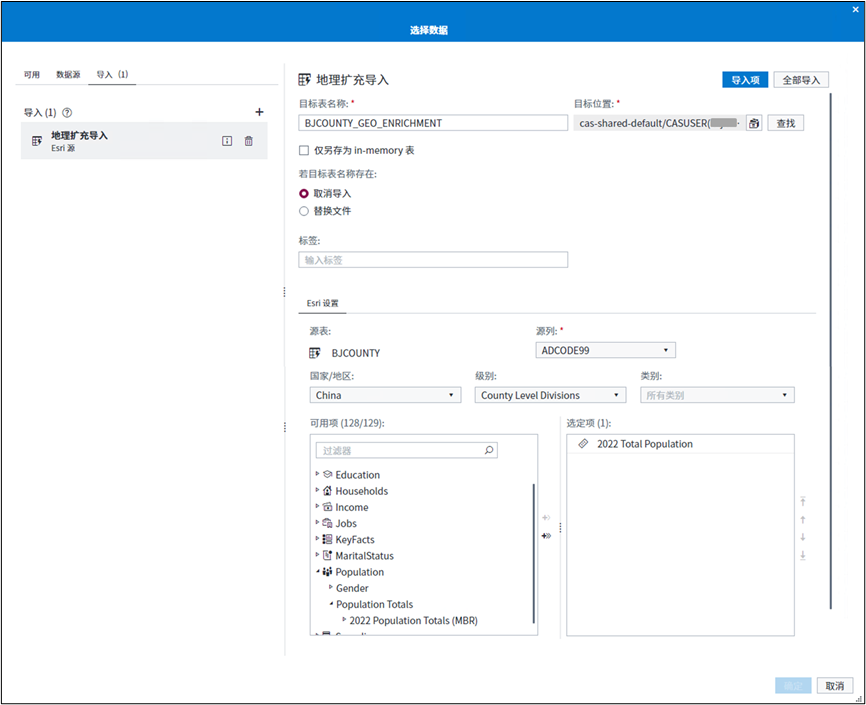 选择数据
可用 数据源 导入 (1)
导入 (1)
地理扩充导入
Esri 源
地理扩充导入
导入项 全部导入
目标表名称: * 目标位置: *
BJCOUNTY_GEO_ENRICHMENT cas-shared-default/CASUSER( 查找
仅另存为 in-memory 表
若目标表名称存在:
取消导入
替换文件
标签:
输入标签
Esri 设置
源表: 源列: *
BJCOUNTY ADCODE99
国家/地区: 级别: 类别:
China County Level Divisions 所有类别
可用项 (128/129): 选定项 (1):
过滤器 2022 Total Population
Education
Households
Income
Jobs
KeyFacts
MaritalStatus
Population
Gender
Population Totals
2022 Population Totals (MBR)
确定 取消